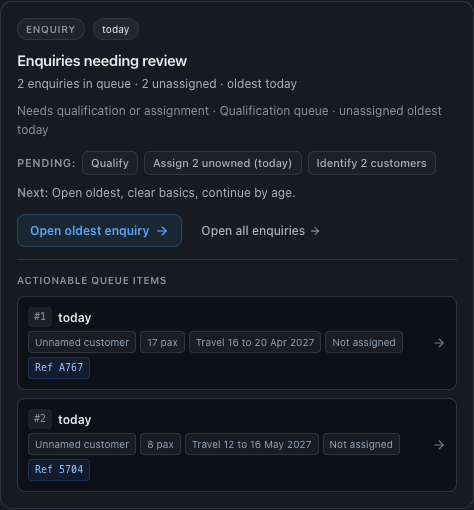 ENQUIRY today
Enquiries needing review
2 enquiries in queue · 2 unassigned · oldest today
Needs qualification or assignment · Qualification queue · unassigned oldest
today
PENDING: Qualify Assign 2 unowned (today) Identify 2 customers
Next: Open oldest, clear basics, continue by age.
Open oldest enquiry → Open all enquiries →
ACTIONABLE QUEUE ITEMS
#1 today
Unnamed customer 17 pax Travel 16 to 20 Apr 2027 Not assigned →
Ref A767
#2 today
Unnamed customer 8 pax Travel 12 to 16 May 2027 Not assigned →
Ref 5704